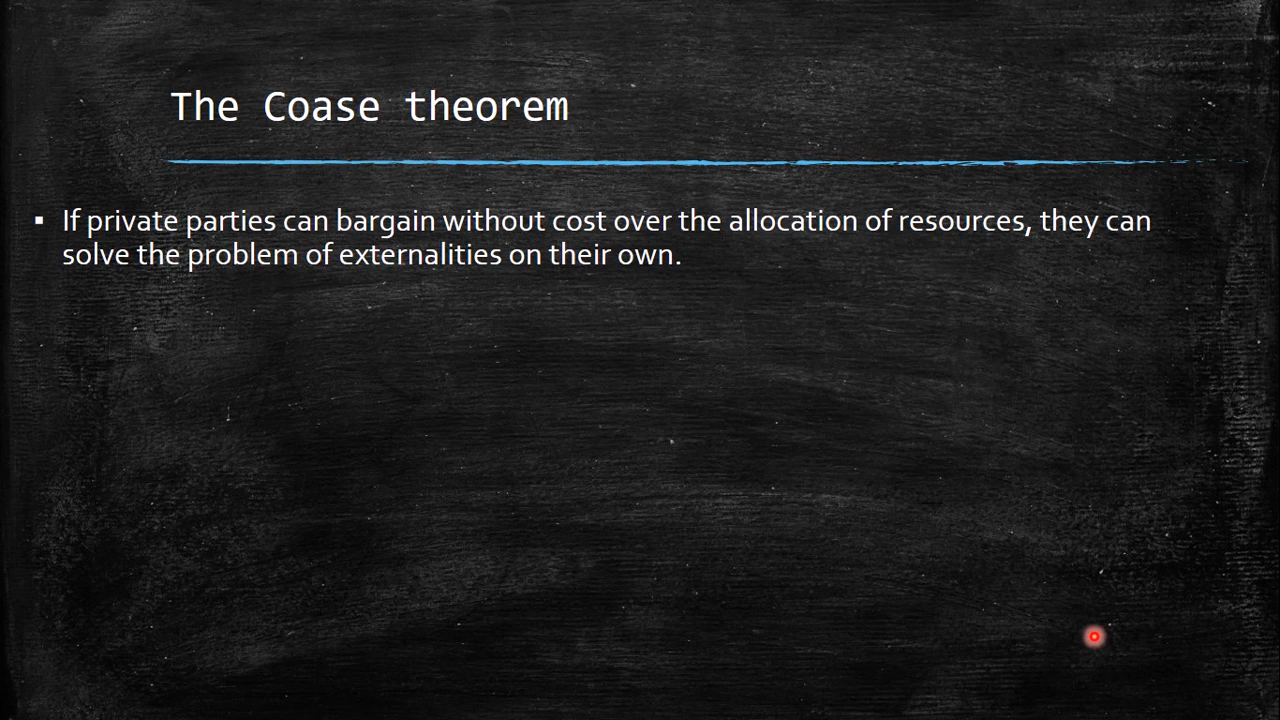 The Coase theorem
▪ If private parties can bargain without cost over the allocation of resources, they can
solve the problem of externalities on their own.